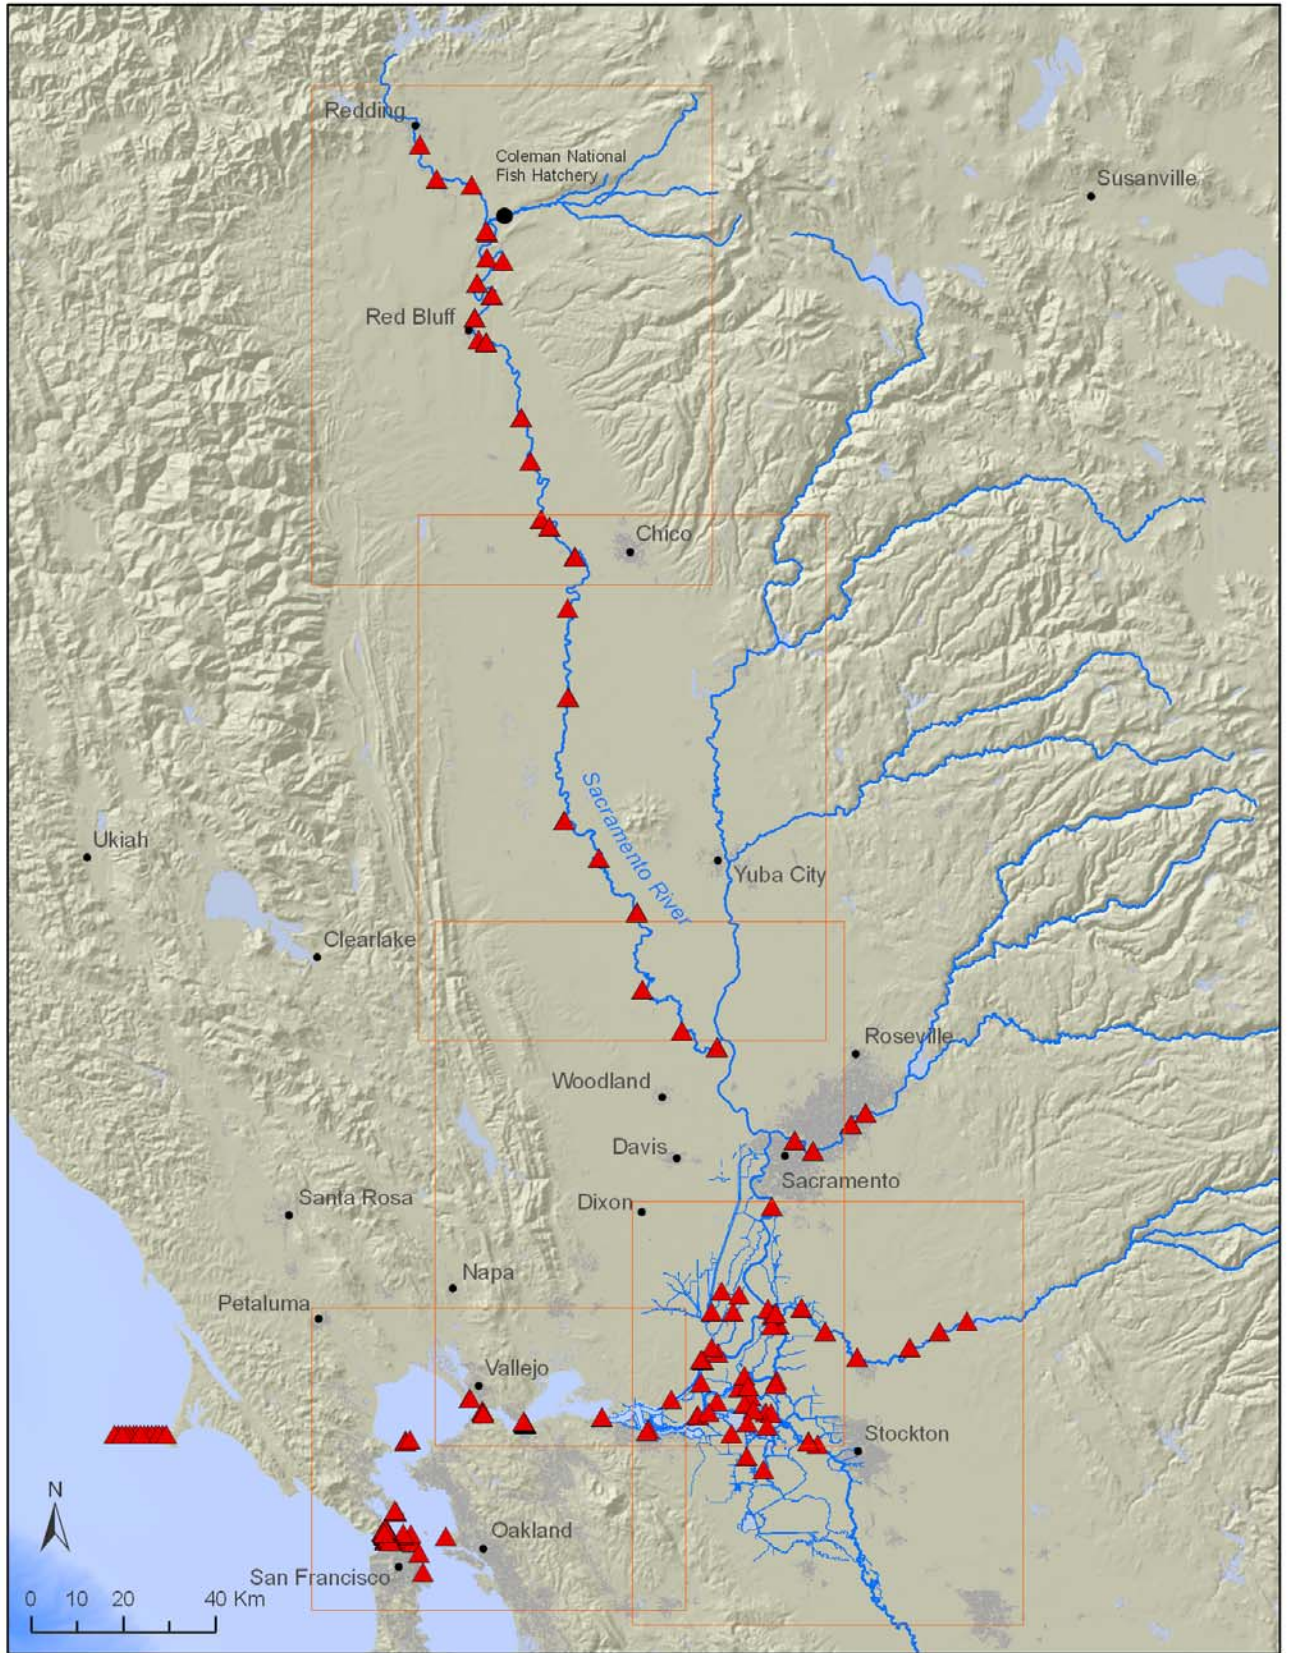 Redding
Coleman National
Fish Hatchery
Susanville
Red Bluff
Chico
Sacramento River
Ukiah
Yuba City
Clearlake
Roseville
Woodland
Davis
Sacramento
Santa Rosa
Dixon
Napa
Petaluma
Vallejo
Stockton
N
Oakland
San Francisco
0 10 20 40 Km